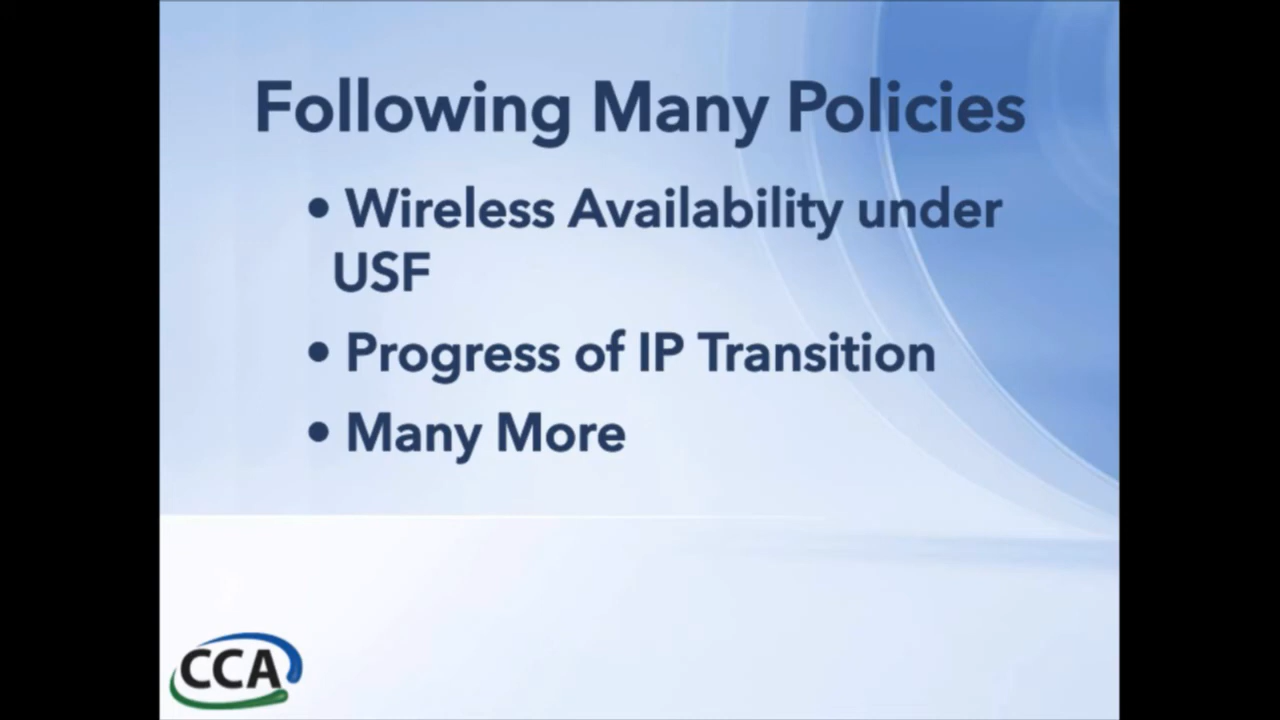 Following Many Policies
• Wireless Availability under
USF
• Progress of IP Transition
• Many More
CCA